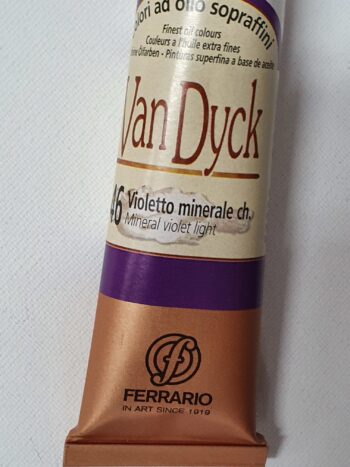 olori ad olio sopraffini
Finest oil colours
Couleurs a l'huile extra fines
Ölfarben - Pinturas superfina a base de aceite
Van Dyck
46 Violetto minerale ch.
Mineral violet light
FERRARIO
IN ART SINCE 1919